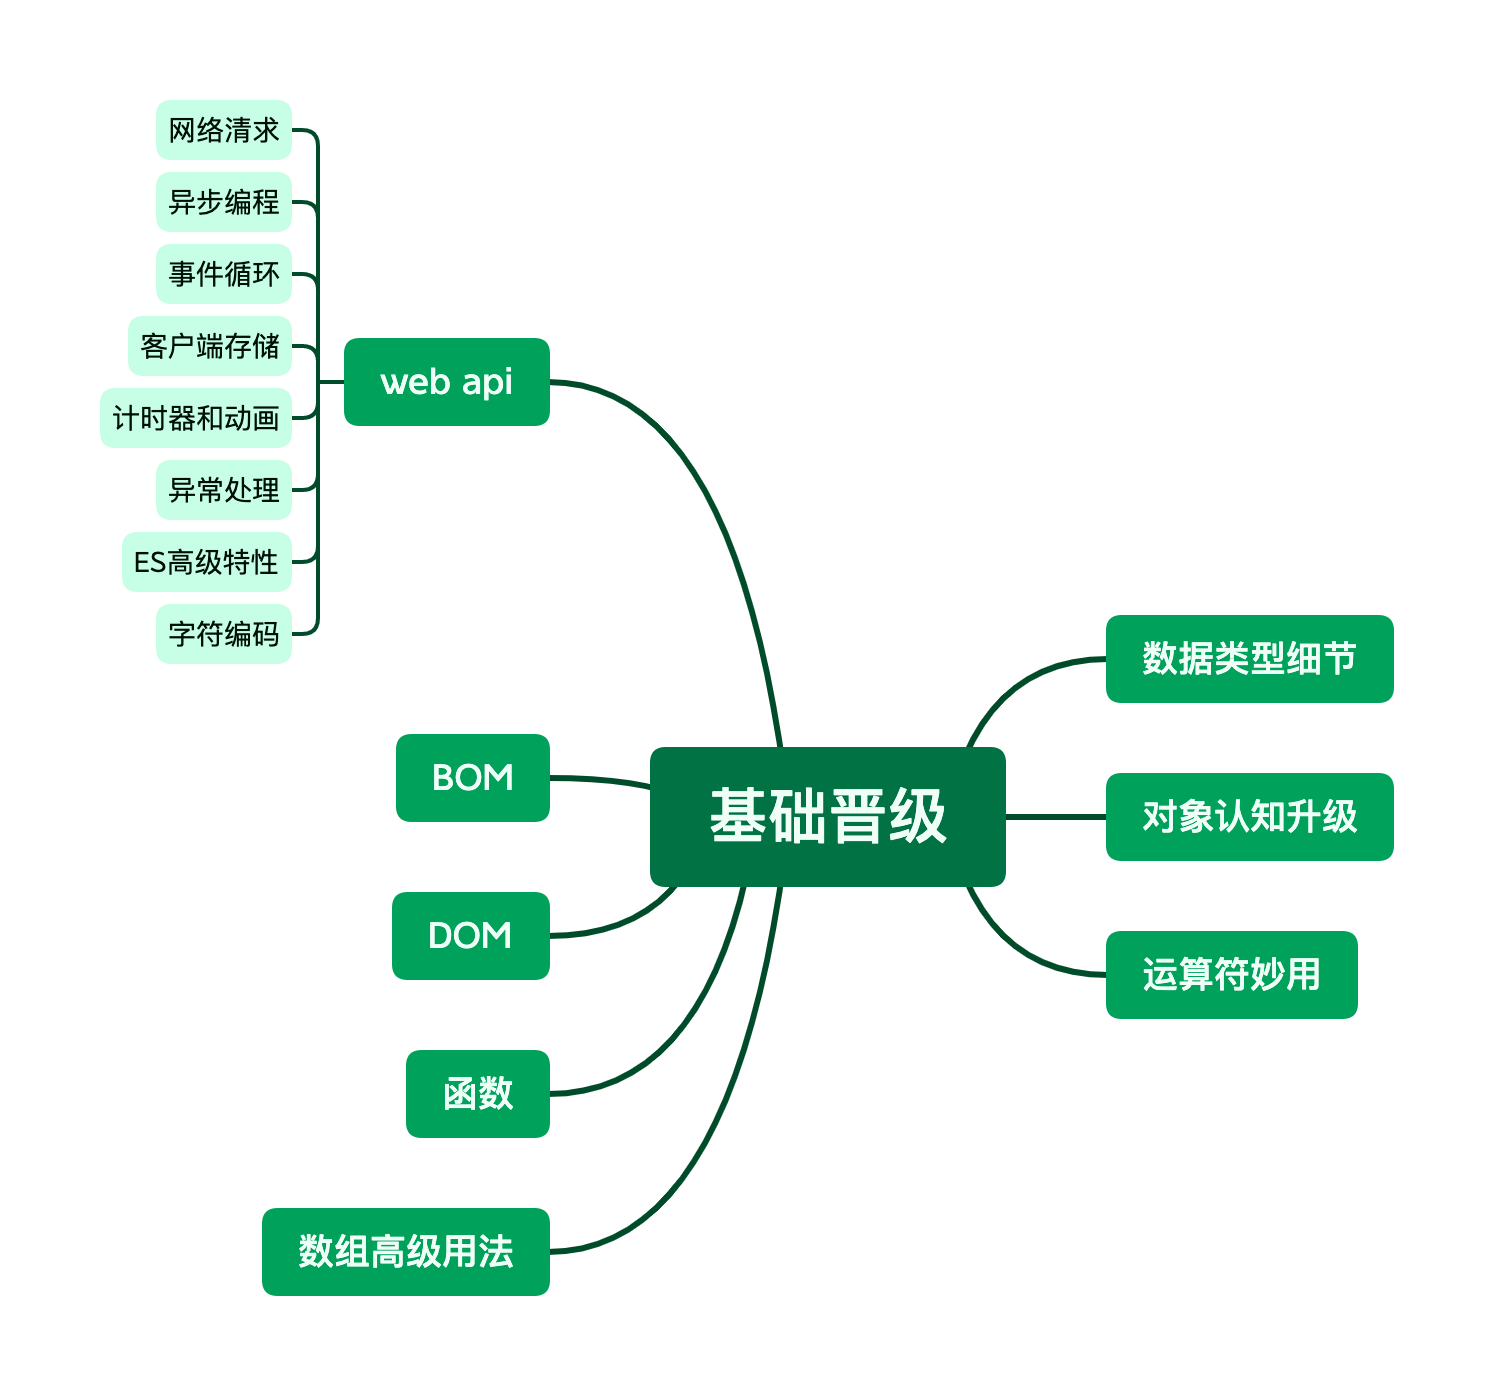 网络清求
异步编程
事件循环
客户端存储
计时器和动画
异常处理
ES高级特性
字符编码
web api
BOM
DOM
函数
数组高级用法
基础晋级
数据类型细节
对象认知升级
运算符妙用